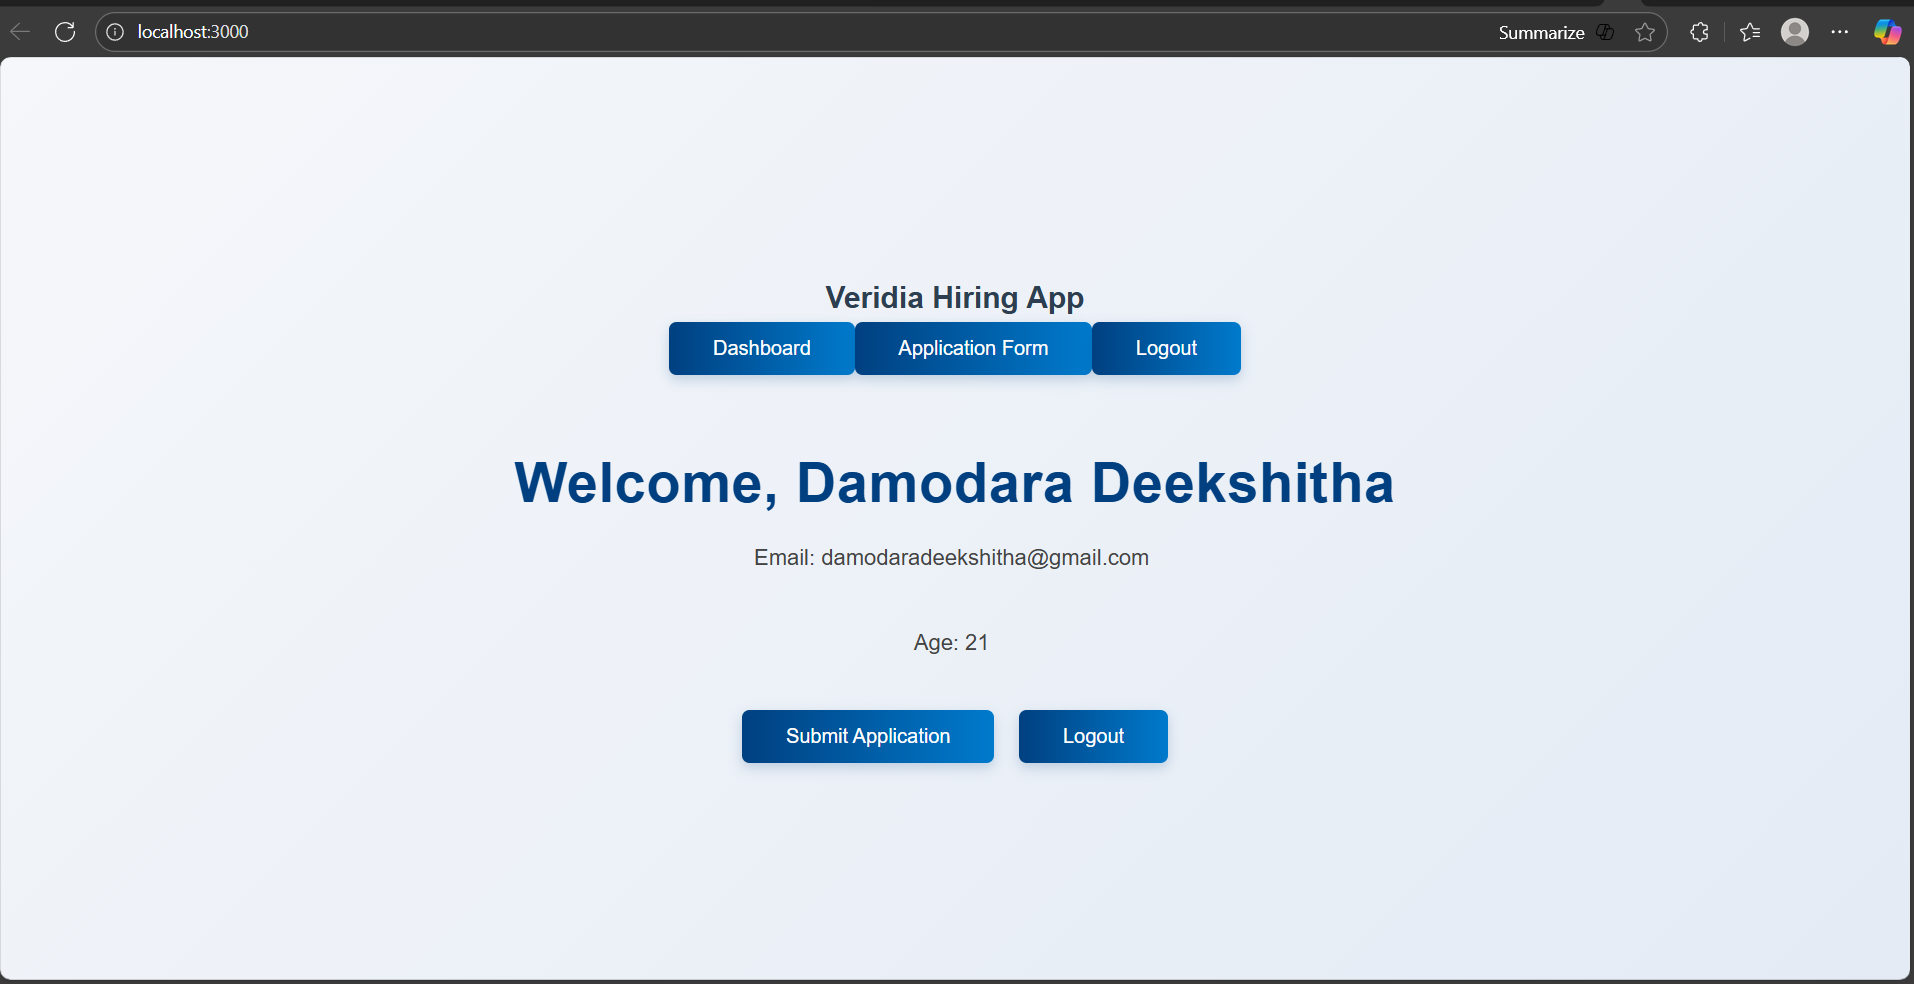 localhost:3000 Summarize
Veridia Hiring App
Dashboard Application Form Logout
Welcome, Damodara Deekshitha
Email: damodaradeekshitha@gmail.com
Age: 21
Submit Application Logout